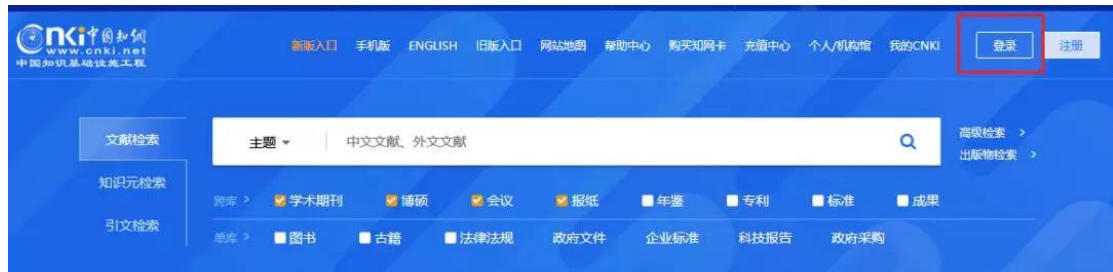 cnki 中国知网
www.cnki.net
中国知识基础设施工程
新版入口 手机版 ENGLISH 旧版入口 网站地图 帮助中心 购买知网卡 充值中心 个人/机构馆 我的CNKI 登录 注册
文献检索 主题 中文文献、外文文献 高级检索 >
出版物检索 >
知识元检索
跨库 > 学术期刊 博硕 会议 报纸 年鉴 专利 标准 成果
引文检索
单库 > 图书 古籍 法律法规 政府文件 企业标准 科技报告 政府采购